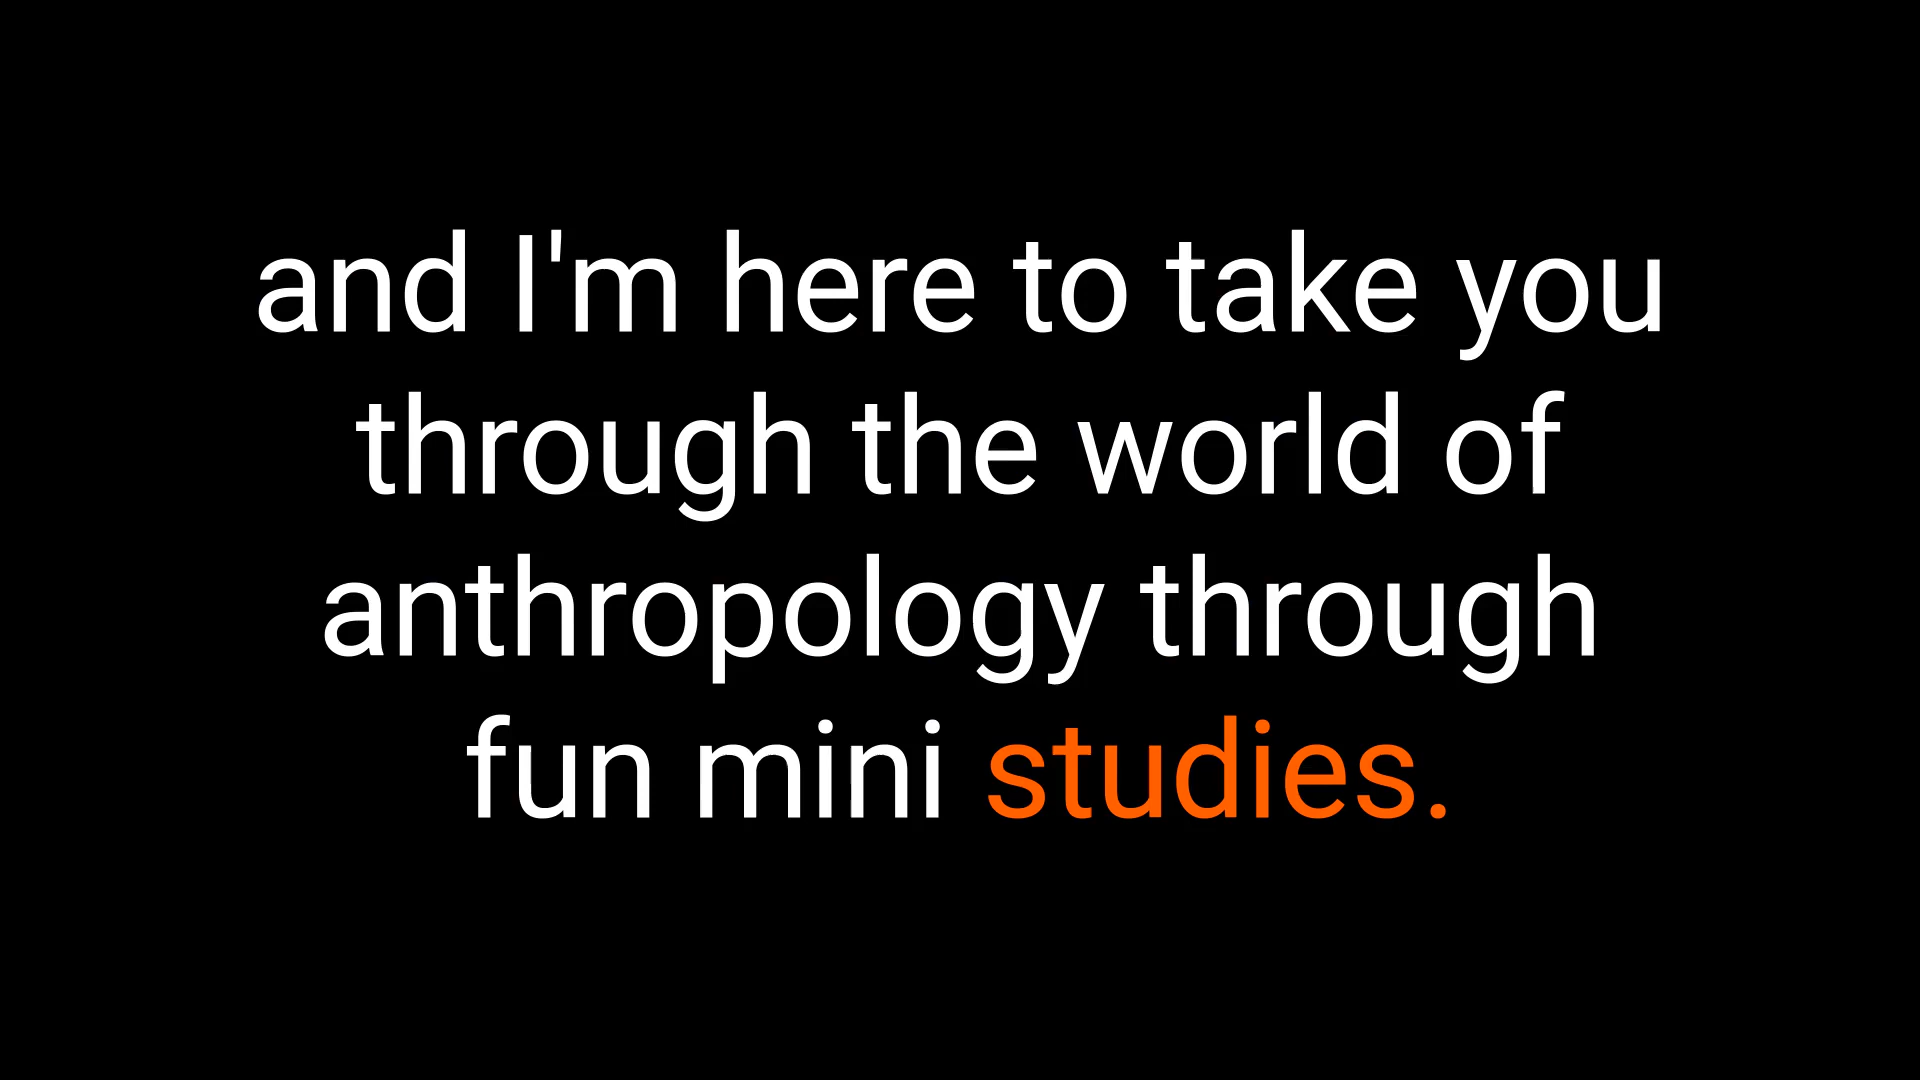 and I'm here to take you
through the world of
anthropology through
fun mini studies.